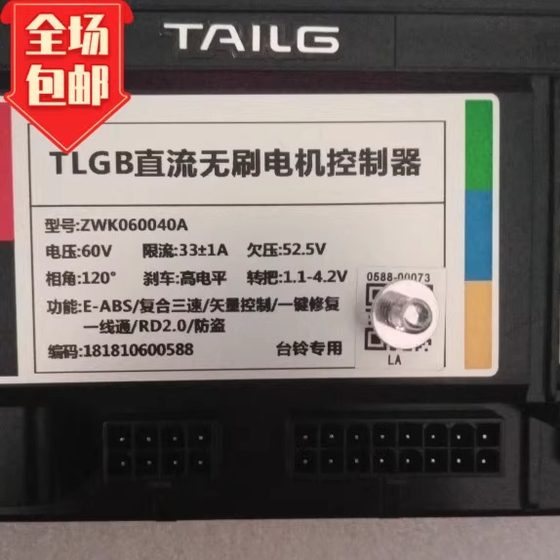 全场
包邮
TAILG
TLGB直流无刷电机控制器
型号:ZWK060040A
电压:60V 限流:33±1A 欠压:52.5V
相角:120° 刹车:高电平 转把:1.1-4.2V
功能:E-ABS/复合三速/矢量控制/一键修复
一线通/RD2.0/防盗
编码:181810600588 台铃专用
0588-00073
LA